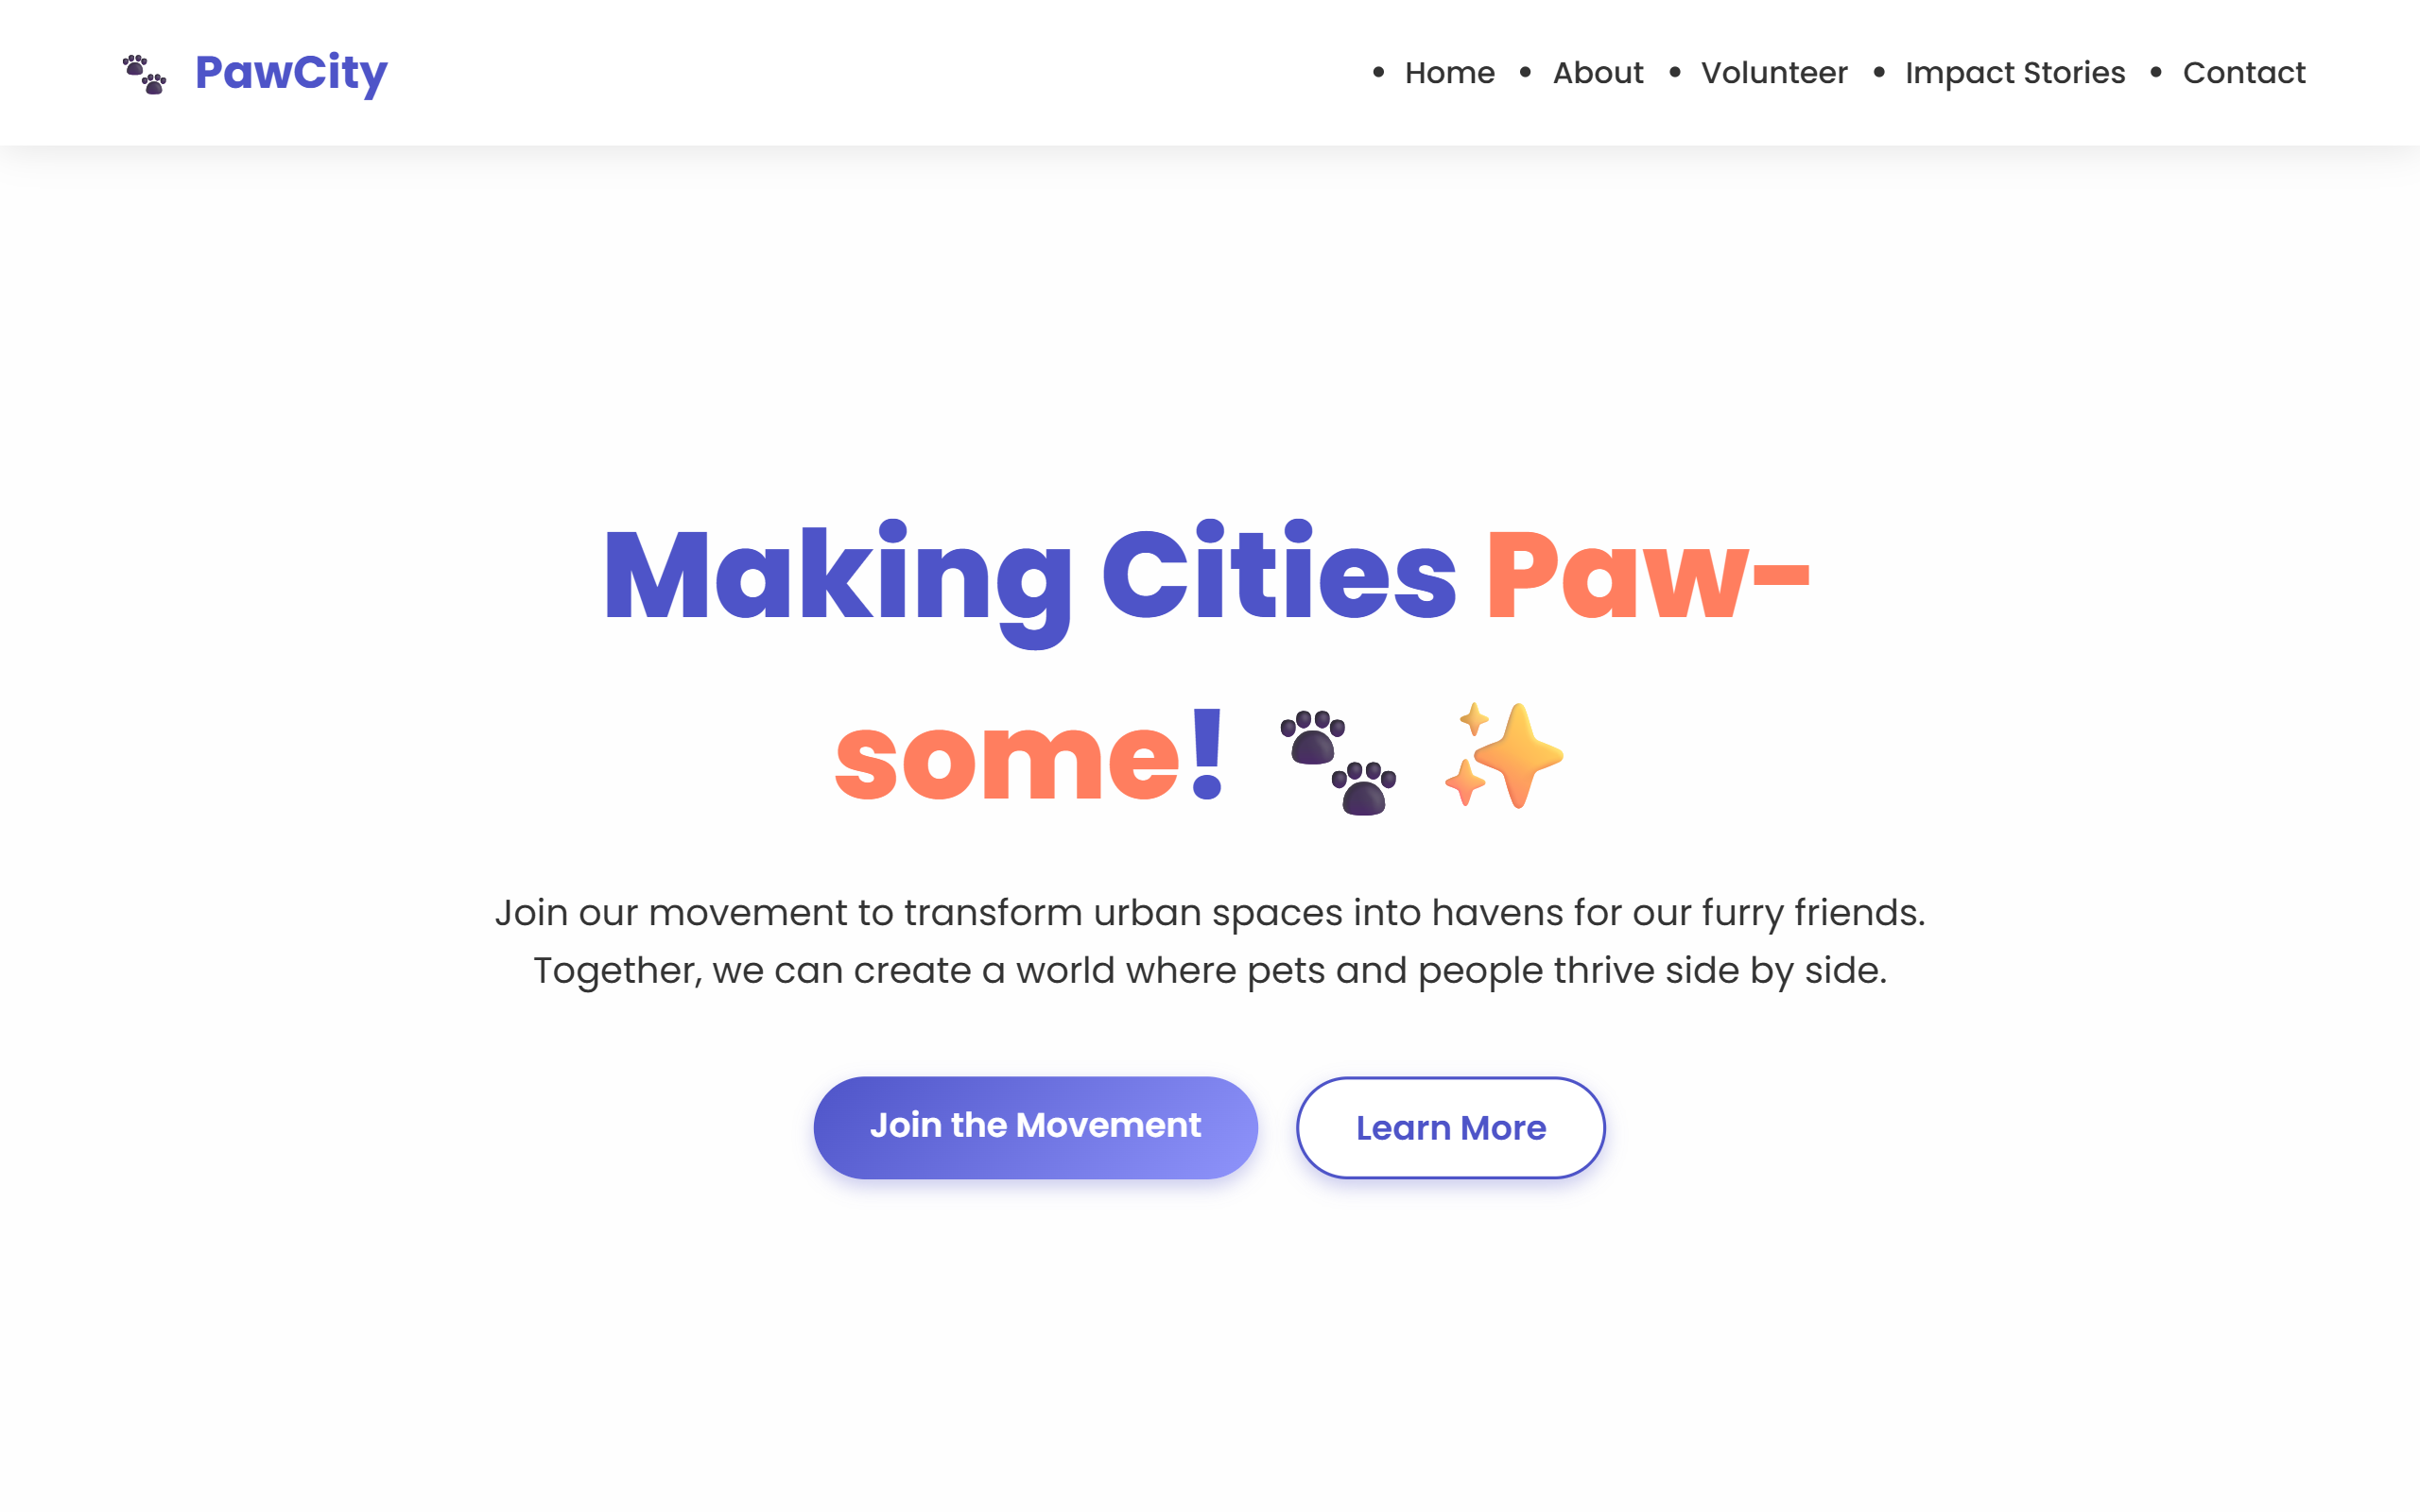 PawCity
• Home • About • Volunteer • Impact Stories • Contact
Making Cities Paw-
some! 🐾 ✨
Join our movement to transform urban spaces into havens for our furry friends.
Together, we can create a world where pets and people thrive side by side.
Join the Movement
Learn More